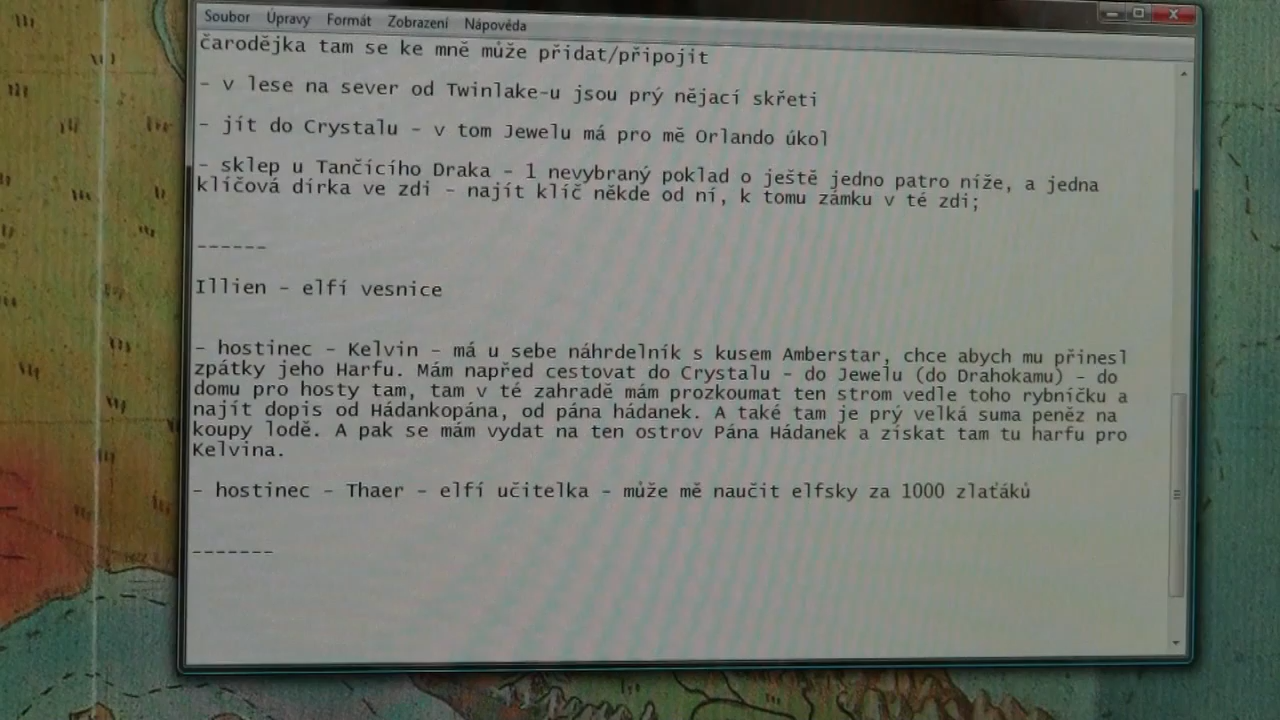 Soubor Úpravy Formát Zobrazení Nápověda
čarodějka tam se ke mně může přidat/připojit
- v lese na sever od Twinlake-u jsou prý nějací skřeti
- jít do Crystalu - v tom Jewelu má pro mě Orlando úkol
- sklep u Tančícího Draka - 1 nevybraný poklad o ještě jedno patro níže, a jedna
klíčová dírka ve zdi - najít klíč někde od ní, k tomu zámku v té zdi;
------
Illien - elfí vesnice
- hostinec - Kelvin - má u sebe náhrdelník s kusem Amberstar, chce abych mu přinesl
zpátky jeho Harfu. Mám napřed cestovat do Crystalu - do Jewelu (do Drahokamu) - do
domu pro hosty tam, tam v té zahradě mám prozkoumat ten strom vedle toho rybníčku a
najít dopis od Hádankopána, od pána hádanek. A také tam je prý velká suma peněz na
koupy lodě. A pak se mám vydat na ten ostrov Pána Hádanek a získat tam tu harfu pro
Kelvina.
- hostinec - Thaer - elfí učitelka - může mě naučit elfsky za 1000 zlaťáků
-------